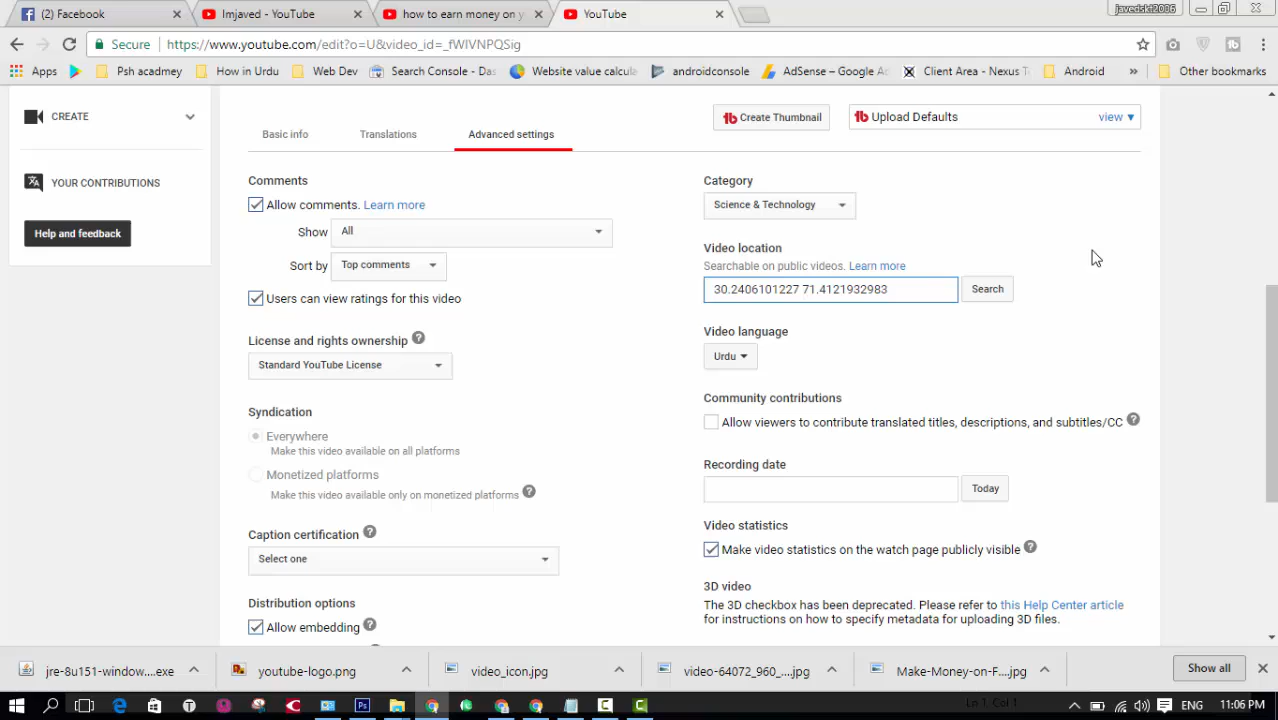 (2) Facebook
Imjaved - YouTube
how to earn money on y
YouTube
javedskf2006
Secure
https://www.youtube.com/edit?o=U&video_id=_fWIVNPQSig
Apps
Psh acadmey
How in Urdu
Web Dev
Search Console - Das
Website value calcula
androidconsole
AdSense – Google Ad
Client Area - Nexus T
Android
»
Other bookmarks
CREATE
YOUR CONTRIBUTIONS
Help and feedback
Basic info
Translations
Advanced settings
tb Create Thumbnail
tb Upload Defaults
view ▾
Comments
Allow comments. Learn more
Show
All
Sort by
Top comments
Users can view ratings for this video
License and rights ownership ?
Standard YouTube License
Syndication
Everywhere
Make this video available on all platforms
Monetized platforms
Make this video available only on monetized platforms ?
Caption certification ?
Select one
Distribution options
Allow embedding ?
Category
Science & Technology
Video location
Searchable on public videos. Learn more
30.2406101227 71.4121932983
Search
Video language
Urdu
Community contributions
Allow viewers to contribute translated titles, descriptions, and subtitles/CC ?
Recording date
Today
Video statistics
Make video statistics on the watch page publicly visible ?
3D video
The 3D checkbox has been deprecated. Please refer to this Help Center article
for instructions on how to specify metadata for uploading 3D files.
jre-8u151-window....exe
youtube-logo.png
video_icon.jpg
video-64072_960_....jpg
Make-Money-on-F....jpg
Show all
Ln 1, Col 1
ENG
11:06 PM